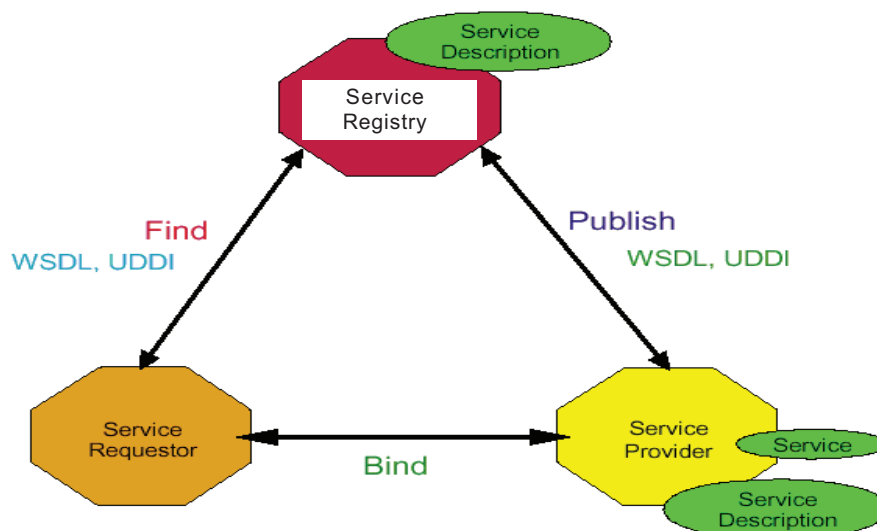 Service
Description
Service
Registry
Find
WSDL, UDDI
Publish
WSDL, UDDI
Service
Requestor
Bind
Service
Provider
Service
Service
Description